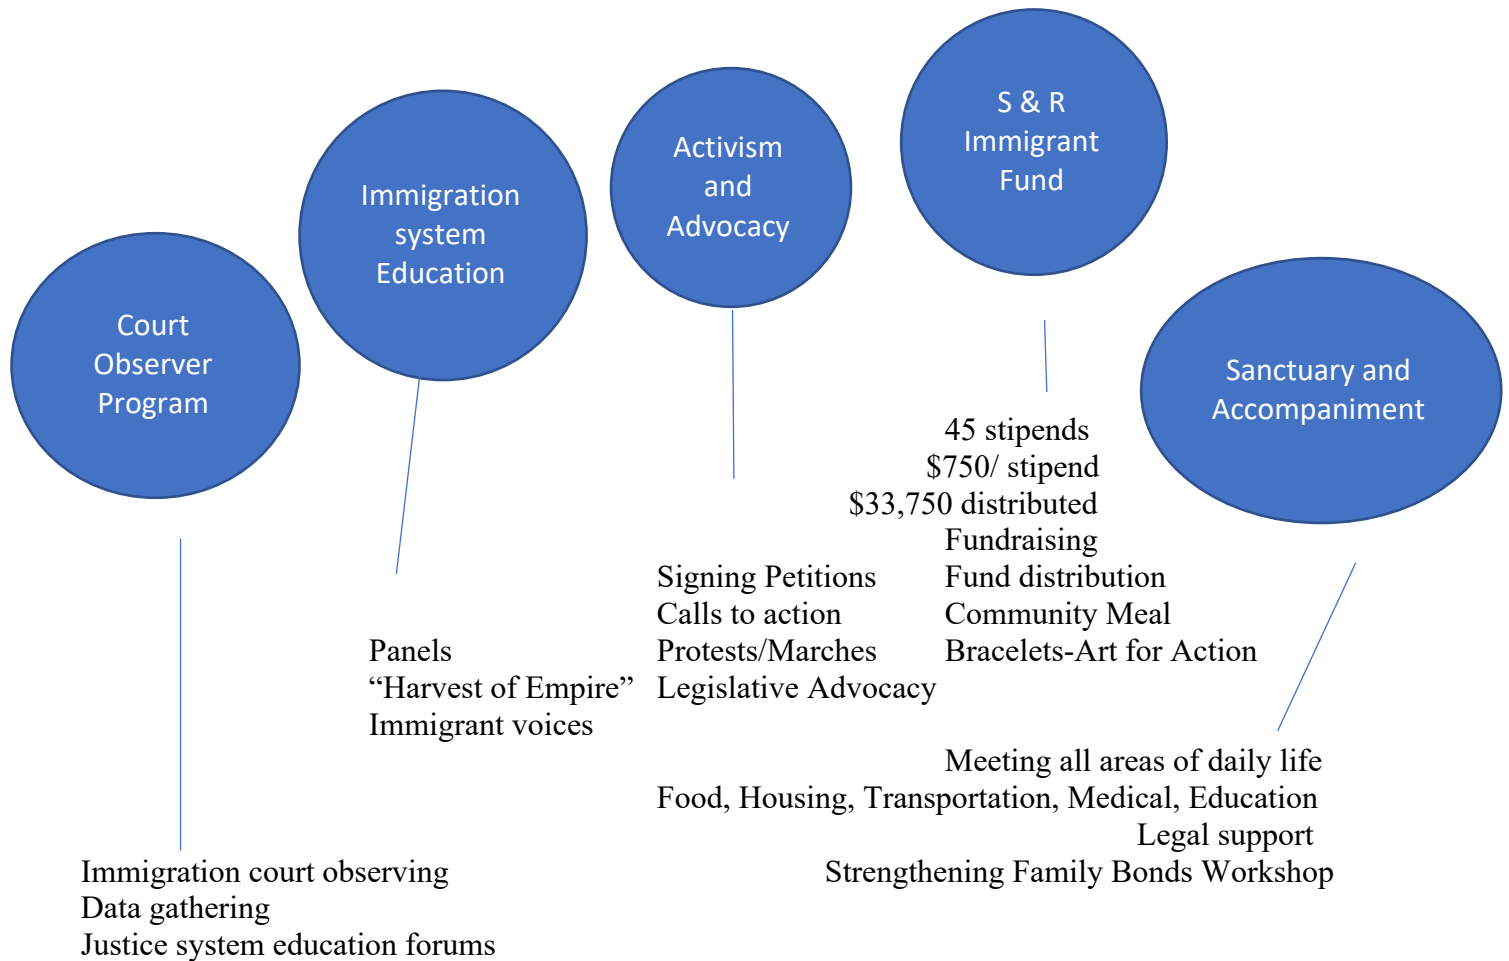 Court
Observer
Program
Immigration
system
Education
Activism
and
Advocacy
S & R
Immigrant
Fund
Sanctuary and
Accompaniment
45 stipends
$750/ stipend
$33,750 distributed
Fundraising
Fund distribution
Community Meal
Bracelets-Art for Action
Signing Petitions
Calls to action
Protests/Marches
Legislative Advocacy
Panels
“Harvest of Empire”
Immigrant voices
Meeting all areas of daily life
Food, Housing, Transportation, Medical, Education
Legal support
Strengthening Family Bonds Workshop
Immigration court observing
Data gathering
Justice system education forums